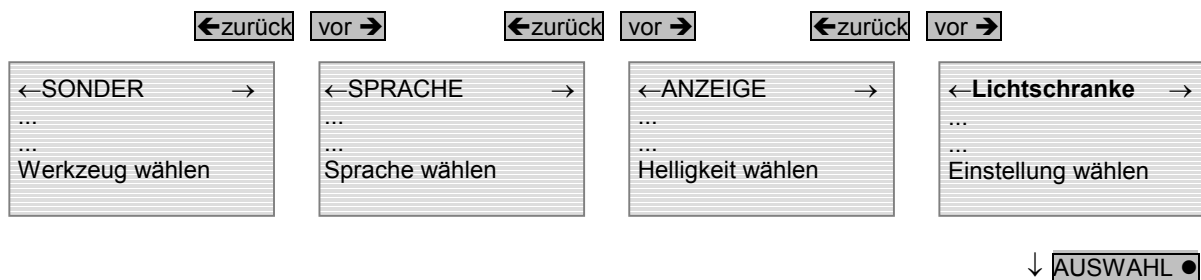 ←zurück vor → ←zurück vor → ←zurück vor →
←SONDER → ←SPRACHE → ←ANZEIGE → ←Lichtschranke →
... ... ... ...
... ... ... ...
Werkzeug wählen Sprache wählen Helligkeit wählen Einstellung wählen
↓ AUSWAHL ●